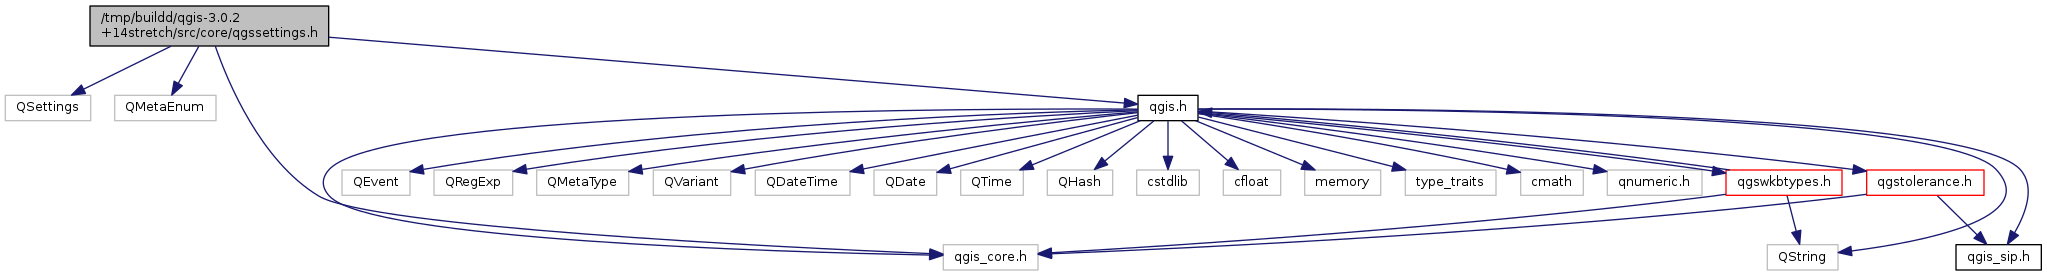 /tmp/buildd/qgis-3.0.2
+14stretch/src/core/qgssettings.h
QSettings
QMetaEnum
qgis.h
QEvent
QRegExp
QMetaType
QVariant
QDateTime
QDate
QTime
QHash
cstdlib
cfloat
memory
type_traits
cmath
qnumeric.h
qgswkbtypes.h
qgstolerance.h
qgis_core.h
QString
qgis_sip.h